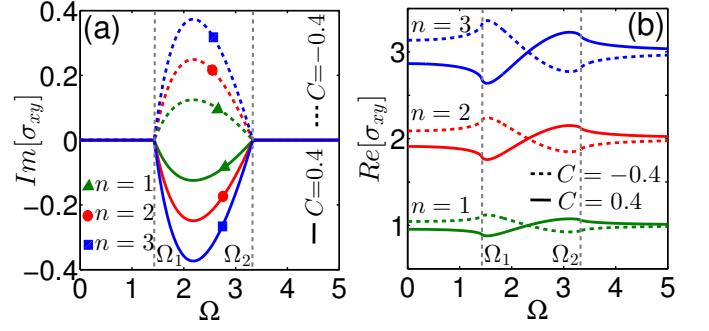 (a)
Im[σxy]
0.4
0.2
0
-0.2
-0.4
C=-0.4
C=0.4
n = 1
n = 2
n = 3
Ω1
Ω2
0 1 2 3 4 5
Ω
(b)
Re[σxy]
3
2
1
n = 3
n = 2
n = 1
C = -0.4
C = 0.4
Ω1
Ω2
0 1 2 3 4 5
Ω